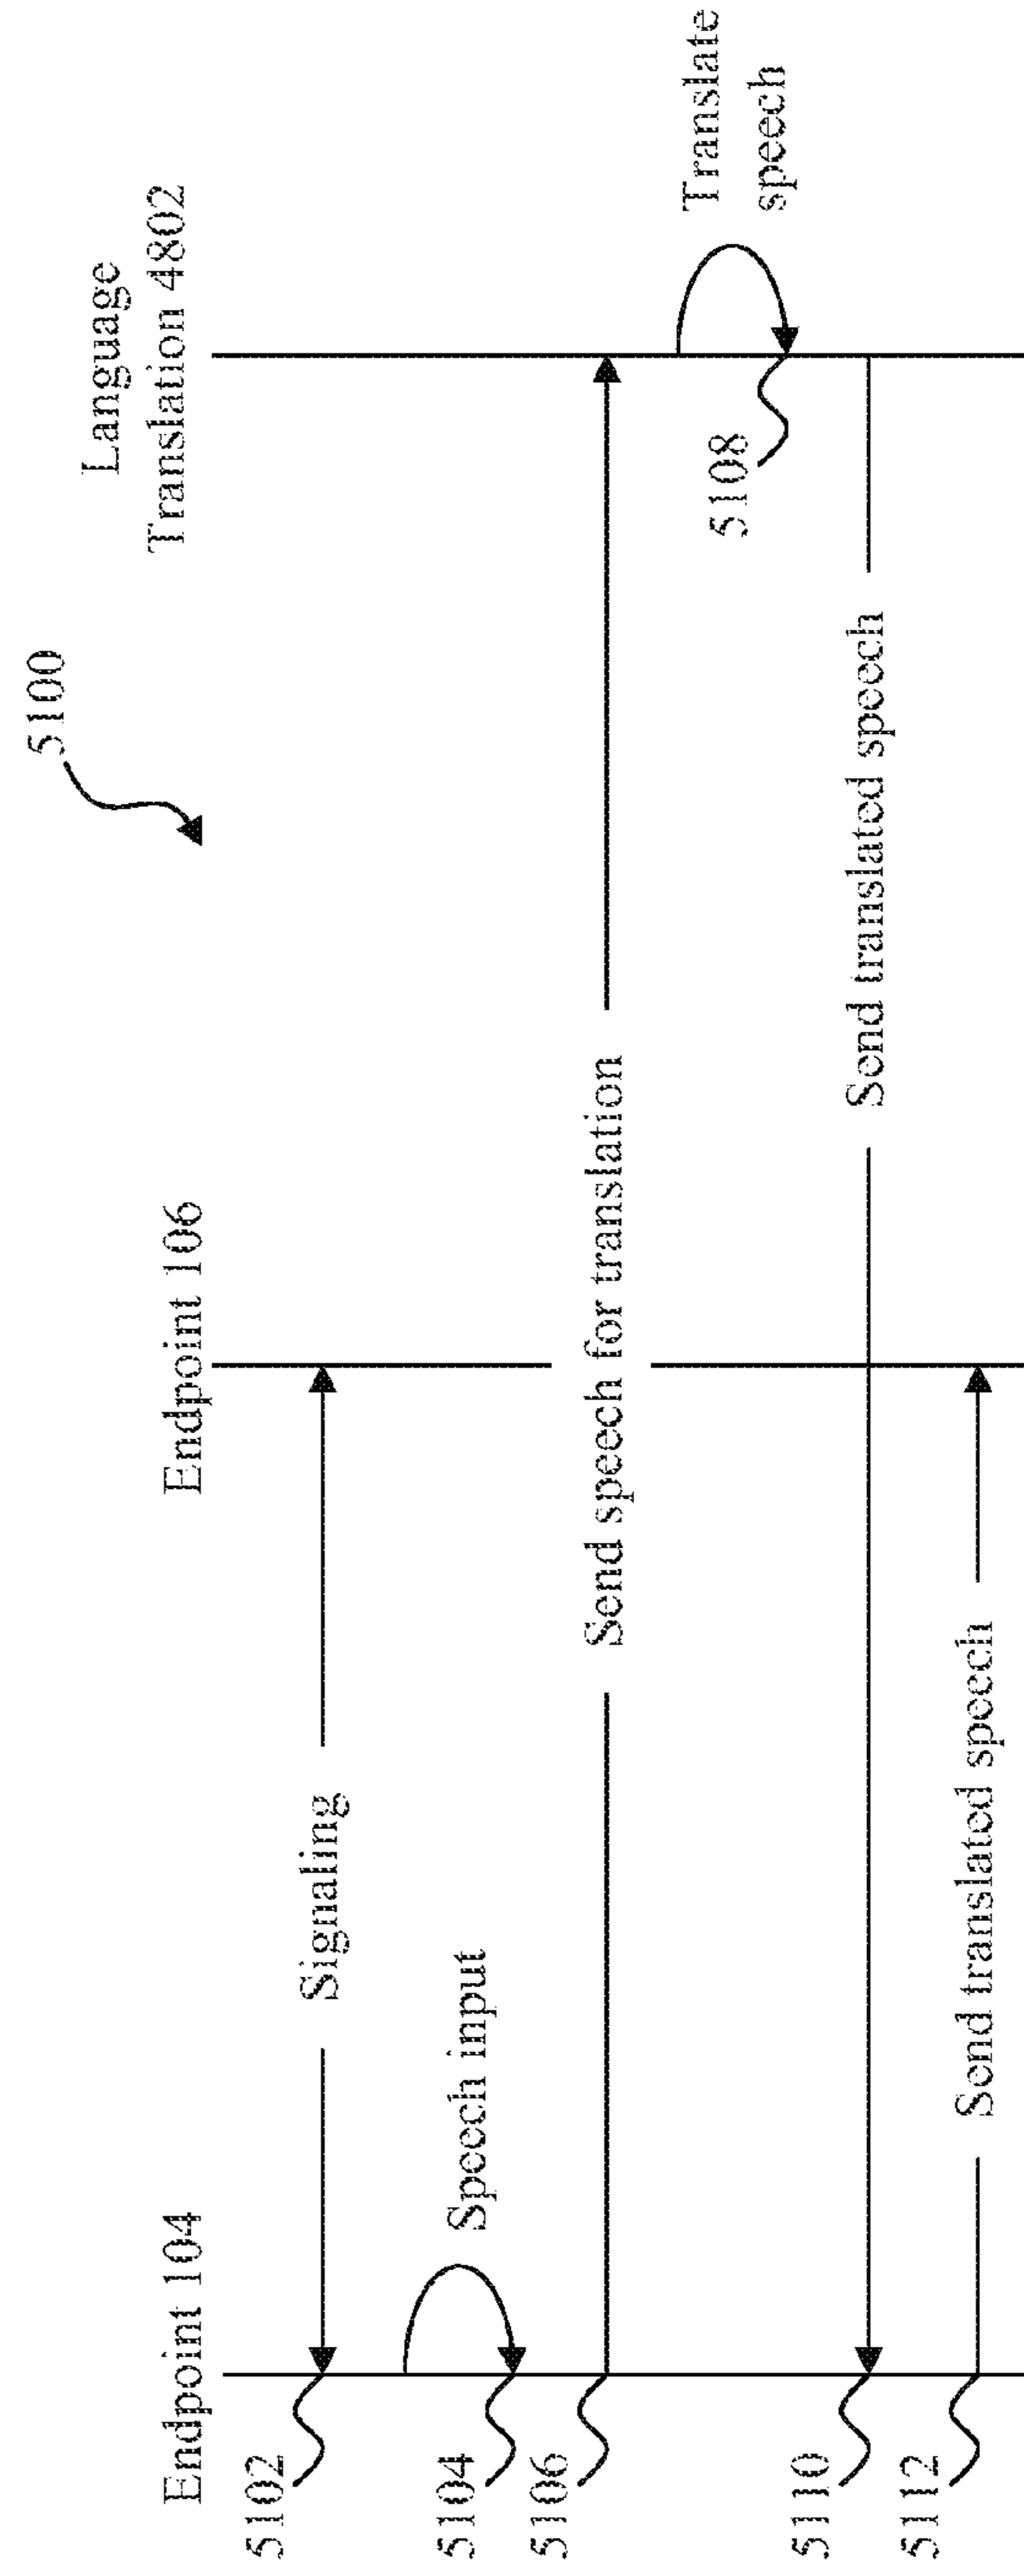 5100
Endpoint 104
Endpoint 106
Language
Translation 4802
5102
Signaling
5104
Speech input
5106
Send speech for translation
5108
Translate
speech
5110
Send translated speech
5112
Send translated speech